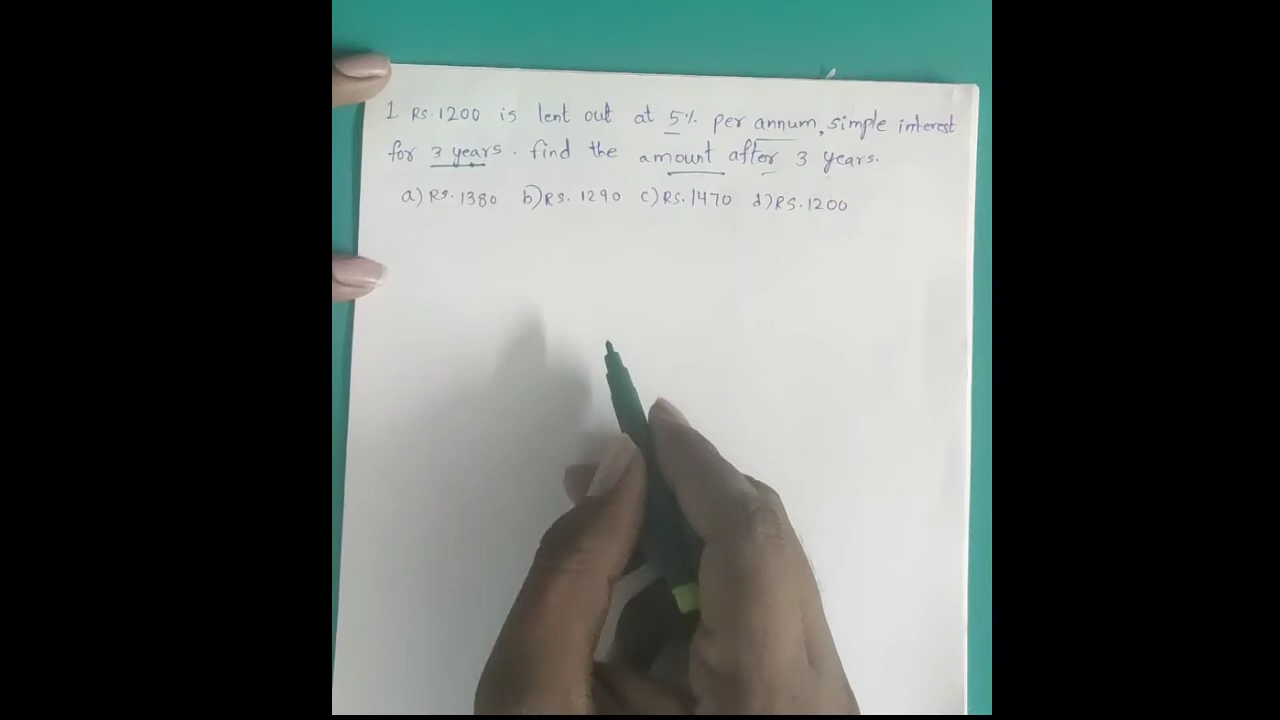 1 Rs.1200 is lent out at 5% per annum, simple interest
for 3 years. find the amount after 3 years.
a) Rs. 1380 b) Rs. 1290 c) Rs. 1470 d) RS. 1200